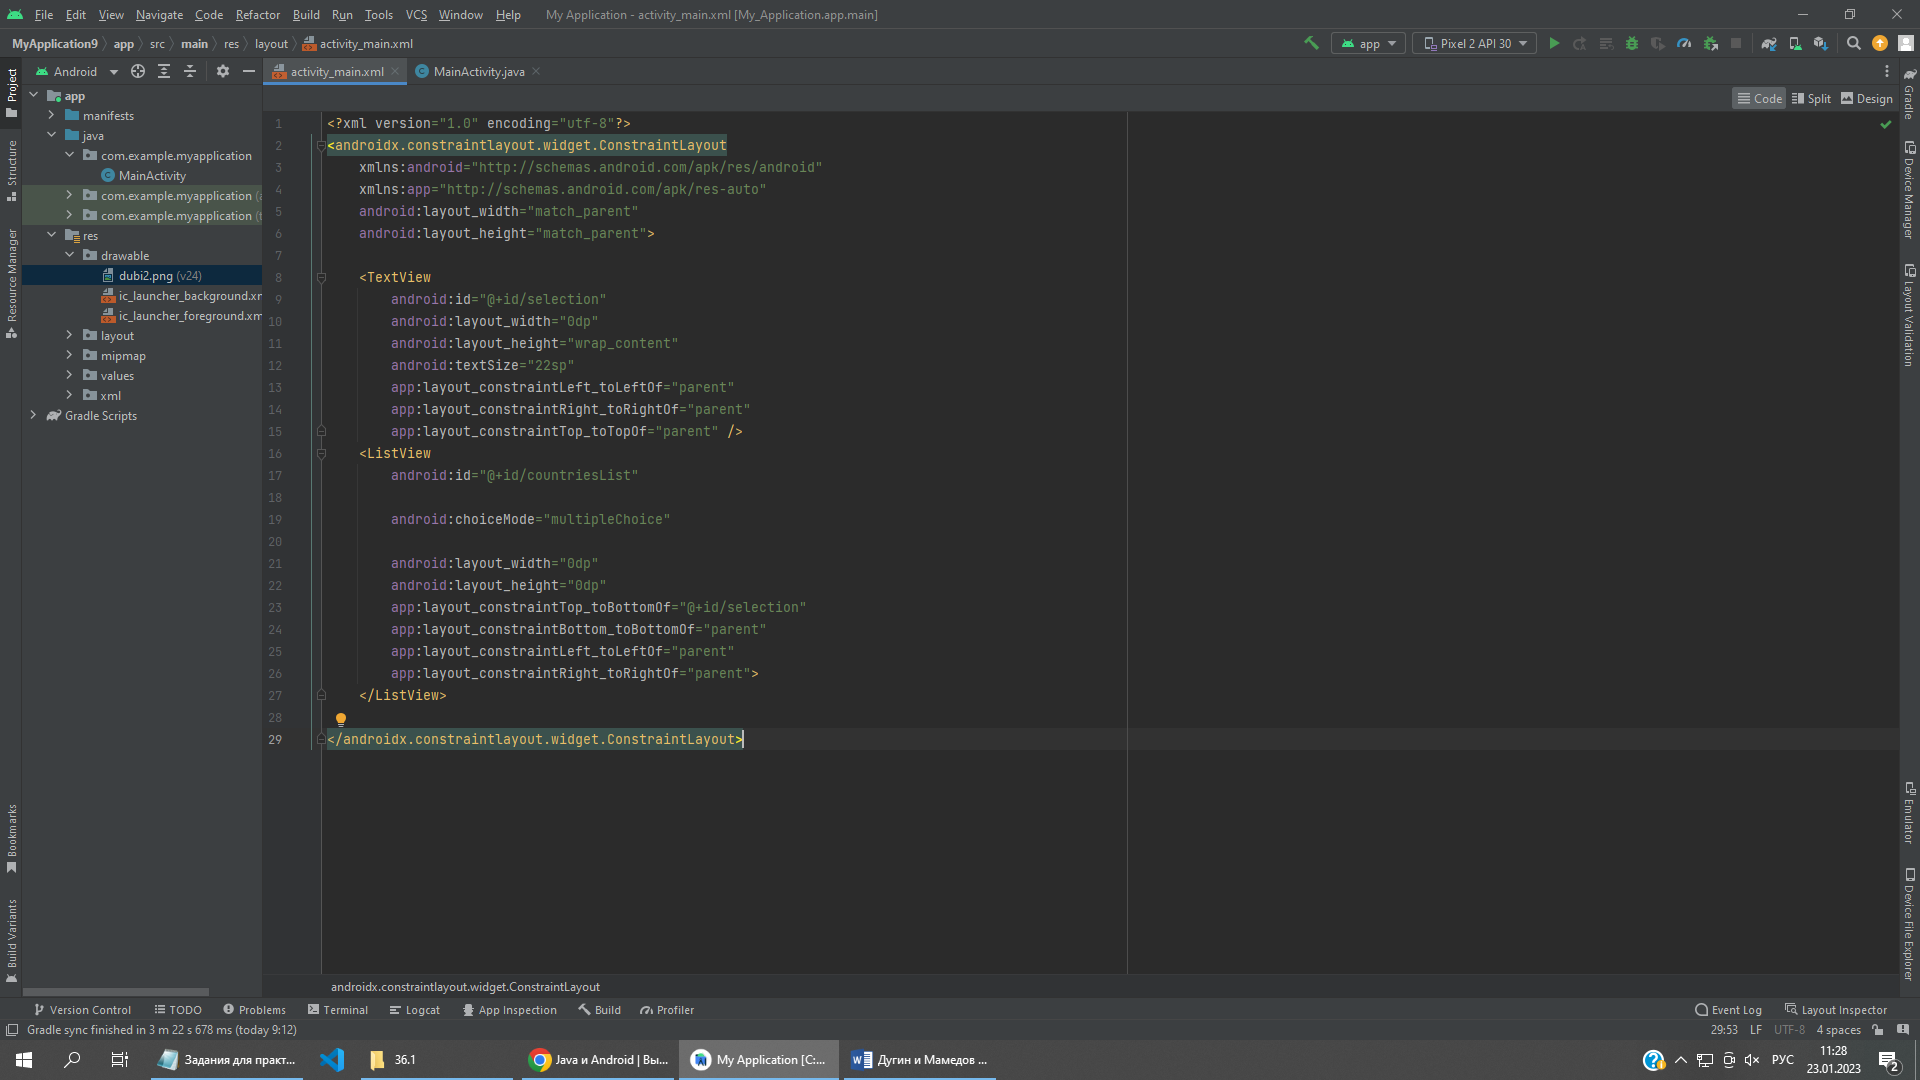 File Edit View Navigate Code Refactor Build Run Tools VCS Window Help My Application - activity_main.xml [My_Application.app.main]
MyApplication9 app src main res layout activity_main.xml
app Pixel 2 API 30
Android activity_main.xml MainActivity.java
Code Split Design
Project
Structure
Resource Manager
Bookmarks
Build Variants
app
manifests
java
com.example.myapplication
MainActivity
com.example.myapplication
com.example.myapplication
res
drawable
dubi2.png (v24)
ic_launcher_background.xm
ic_launcher_foreground.xm
layout
mipmap
values
xml
Gradle Scripts
1 <?xml version="1.0" encoding="utf-8"?>
2 <androidx.constraintlayout.widget.ConstraintLayout
3 xmlns:android="http://schemas.android.com/apk/res/android"
4 xmlns:app="http://schemas.android.com/apk/res-auto"
5 android:layout_width="match_parent"
6 android:layout_height="match_parent">
7
8 <TextView
9 android:id="@+id/selection"
10 android:layout_width="0dp"
11 android:layout_height="wrap_content"
12 android:textSize="22sp"
13 app:layout_constraintLeft_toLeftOf="parent"
14 app:layout_constraintRight_toRightOf="parent"
15 app:layout_constraintTop_toTopOf="parent" />
16 <ListView
17 android:id="@+id/countriesList"
18
19 android:choiceMode="multipleChoice"
20
21 android:layout_width="0dp"
22 android:layout_height="0dp"
23 app:layout_constraintTop_toBottomOf="@+id/selection"
24 app:layout_constraintBottom_toBottomOf="parent"
25 app:layout_constraintLeft_toLeftOf="parent"
26 app:layout_constraintRight_toRightOf="parent">
27 </ListView>
28
29 </androidx.constraintlayout.widget.ConstraintLayout>
androidx.constraintlayout.widget.ConstraintLayout
Gradle
Device Manager
Layout Validation
Emulator
Device File Explorer
Version Control TODO Problems Terminal Logcat App Inspection Build Profiler Event Log Layout Inspector
Gradle sync finished in 3 m 22 s 678 ms (today 9:12) 29:53 LF UTF-8 4 spaces
Задания для практ... 36.1 Java и Android | Вы... My Application [C:... Дугин и Мамедов ... РУС 11:28
23.01.2023
2